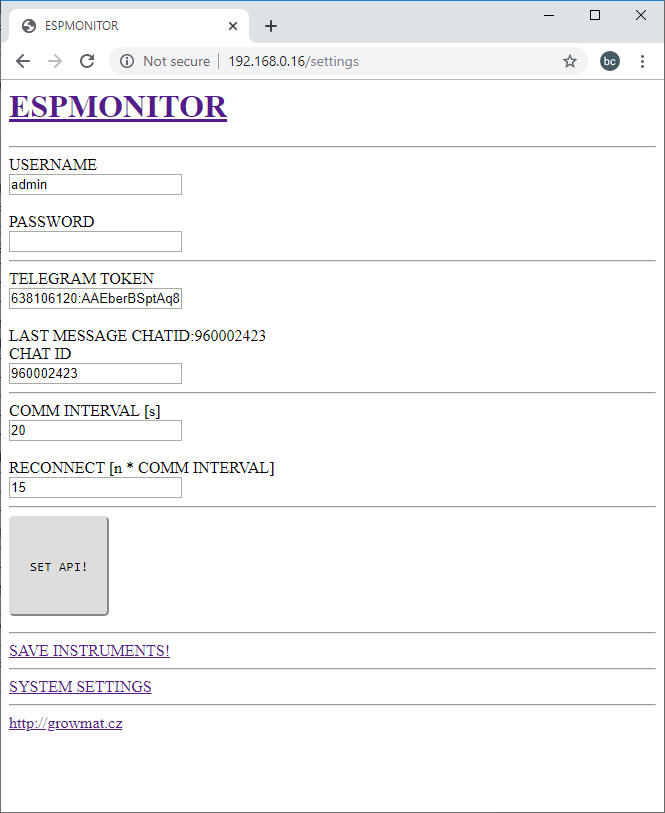 ESPMONITOR
Not secure
192.168.0.16/settings
bc
ESPMONITOR
USERNAME
admin
PASSWORD
TELEGRAM TOKEN
638106120:AAEberBSptAq8
LAST MESSAGE CHATID:960002423
CHAT ID
960002423
COMM INTERVAL [s]
20
RECONNECT [n * COMM INTERVAL]
15
SET API!
SAVE INSTRUMENTS!
SYSTEM SETTINGS
http://growmat.cz